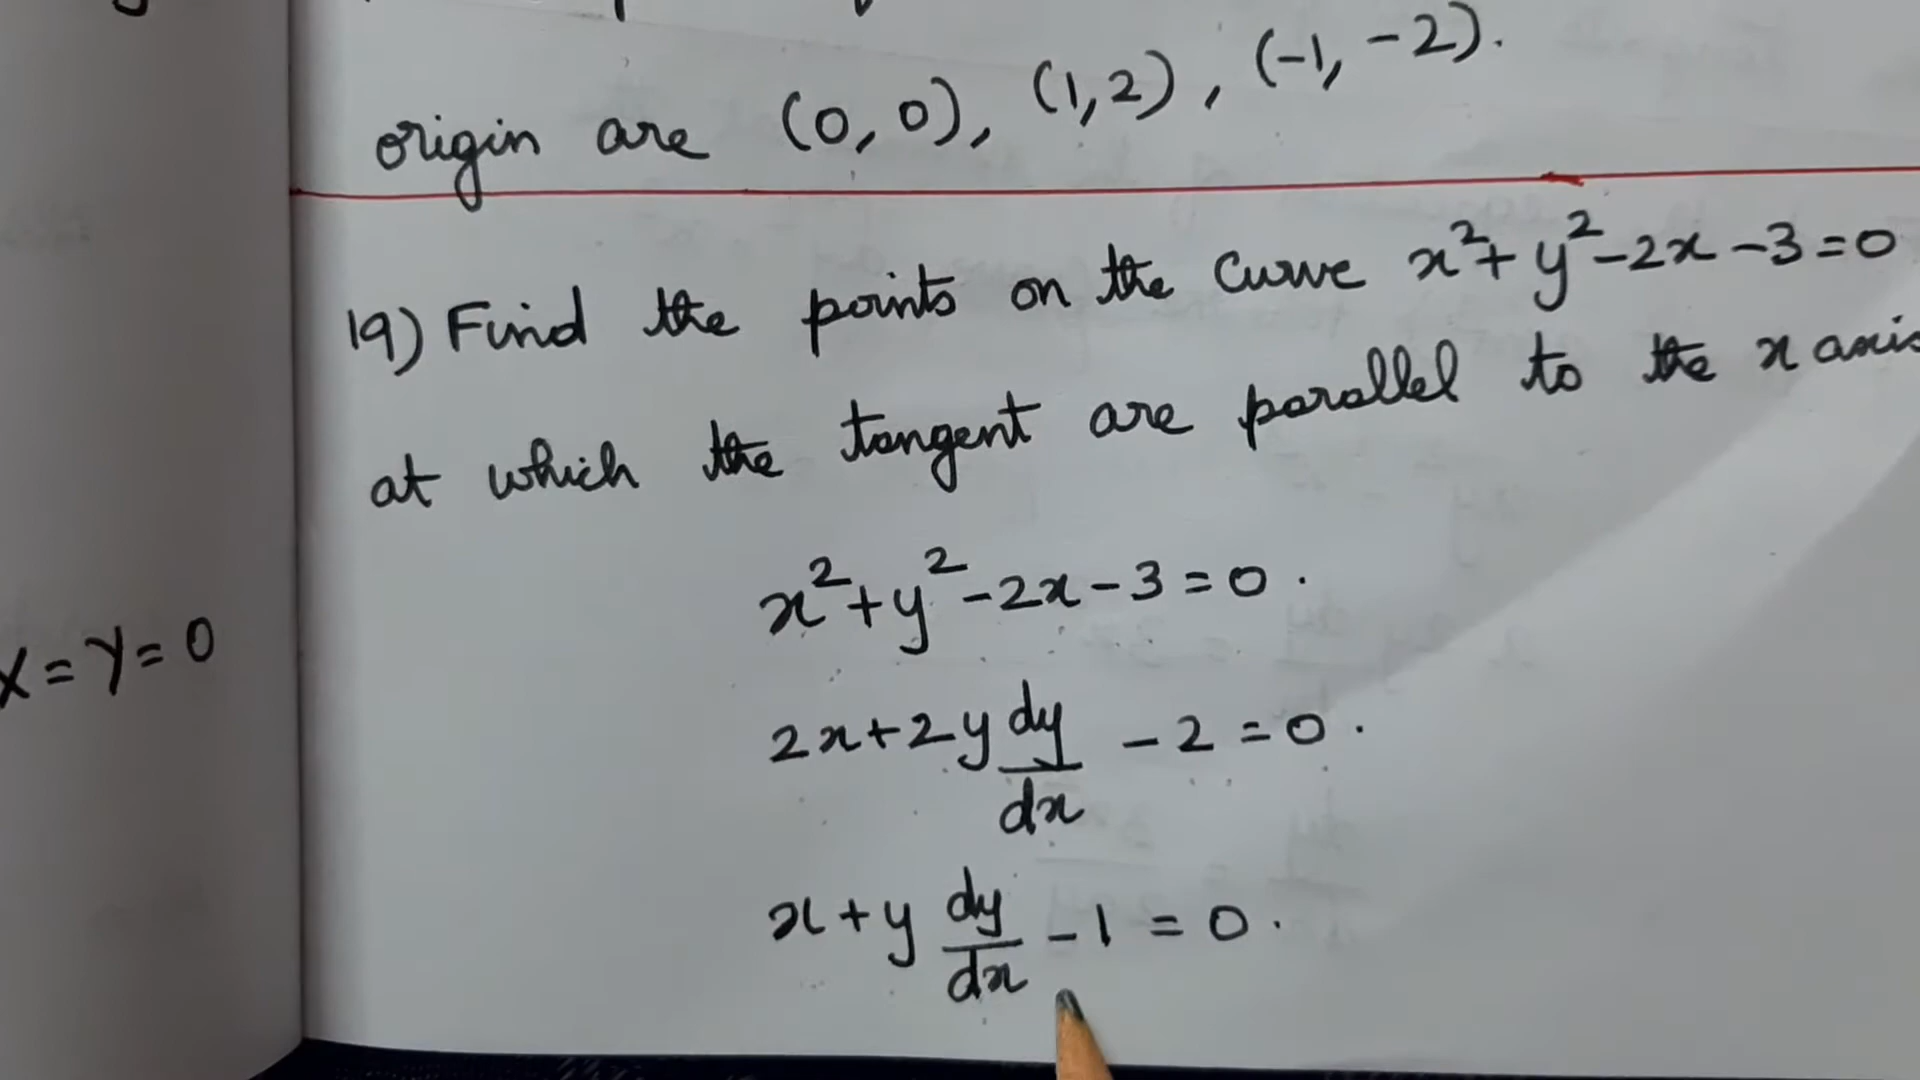 origin are (0, 0), (1,2), (-1, -2).
19) Find the points on the curve x²+ y²-2x -3=0
at which the tangent are parallel to the x axis
x²+y²-2x-3=0.
X=Y=0
2x+2y dy/dx -2=0.
x+y dy/dx -1=0.